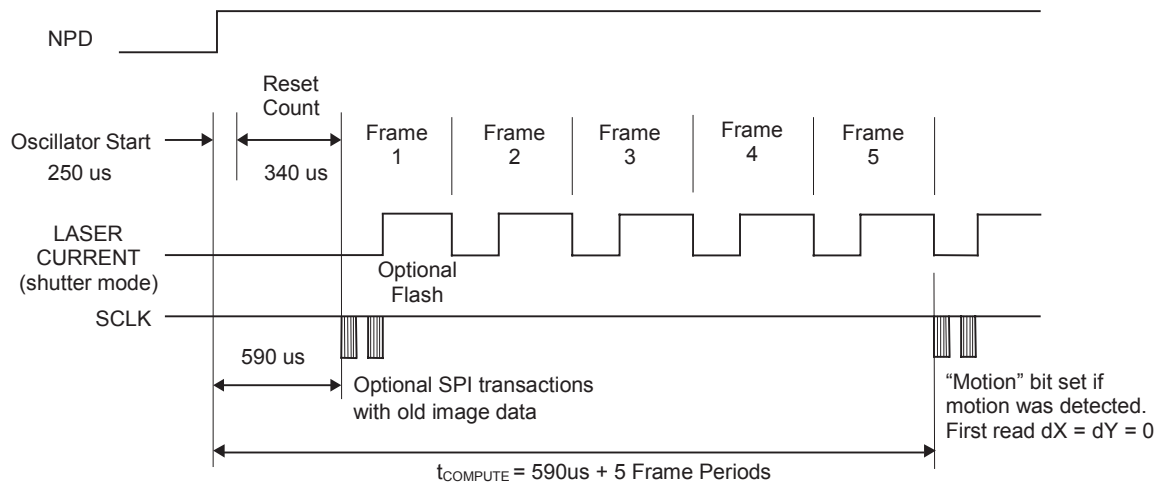 NPD
Reset
Count
Oscillator Start
250 us
340 us
Frame
1
Frame
2
Frame
3
Frame
4
Frame
5
LASER
CURRENT
(shutter mode)
Optional
Flash
SCLK
590 us
Optional SPI transactions
with old image data
“Motion” bit set if
motion was detected.
First read dX = dY = 0
tCOMPUTE = 590us + 5 Frame Periods